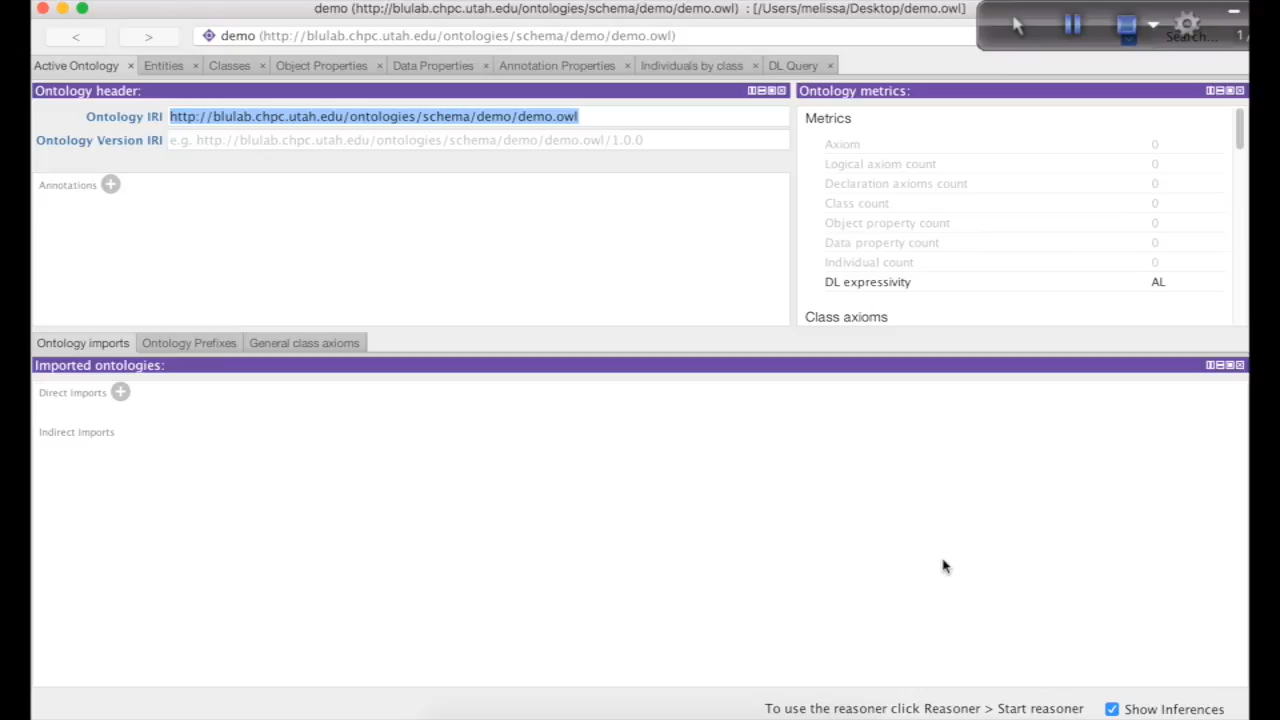 demo (http://blulab.chpc.utah.edu/ontologies/schema/demo/demo.owl) : [/Users/melissa/Desktop/demo.owl]
< > demo (http://blulab.chpc.utah.edu/ontologies/schema/demo/demo.owl) Search... 1
Active Ontology × Entities × Classes × Object Properties × Data Properties × Annotation Properties × Individuals by class × DL Query ×
Ontology header:
Ontology IRI http://blulab.chpc.utah.edu/ontologies/schema/demo/demo.owl
Ontology Version IRI e.g. http://blulab.chpc.utah.edu/ontologies/schema/demo/demo.owl/1.0.0
Annotations +
Ontology metrics:
Metrics
Axiom 0
Logical axiom count 0
Declaration axioms count 0
Class count 0
Object property count 0
Data property count 0
Individual count 0
DL expressivity AL
Class axioms
Ontology imports Ontology Prefixes General class axioms
Imported ontologies:
Direct Imports +
Indirect Imports
To use the reasoner click Reasoner > Start reasoner Show Inferences